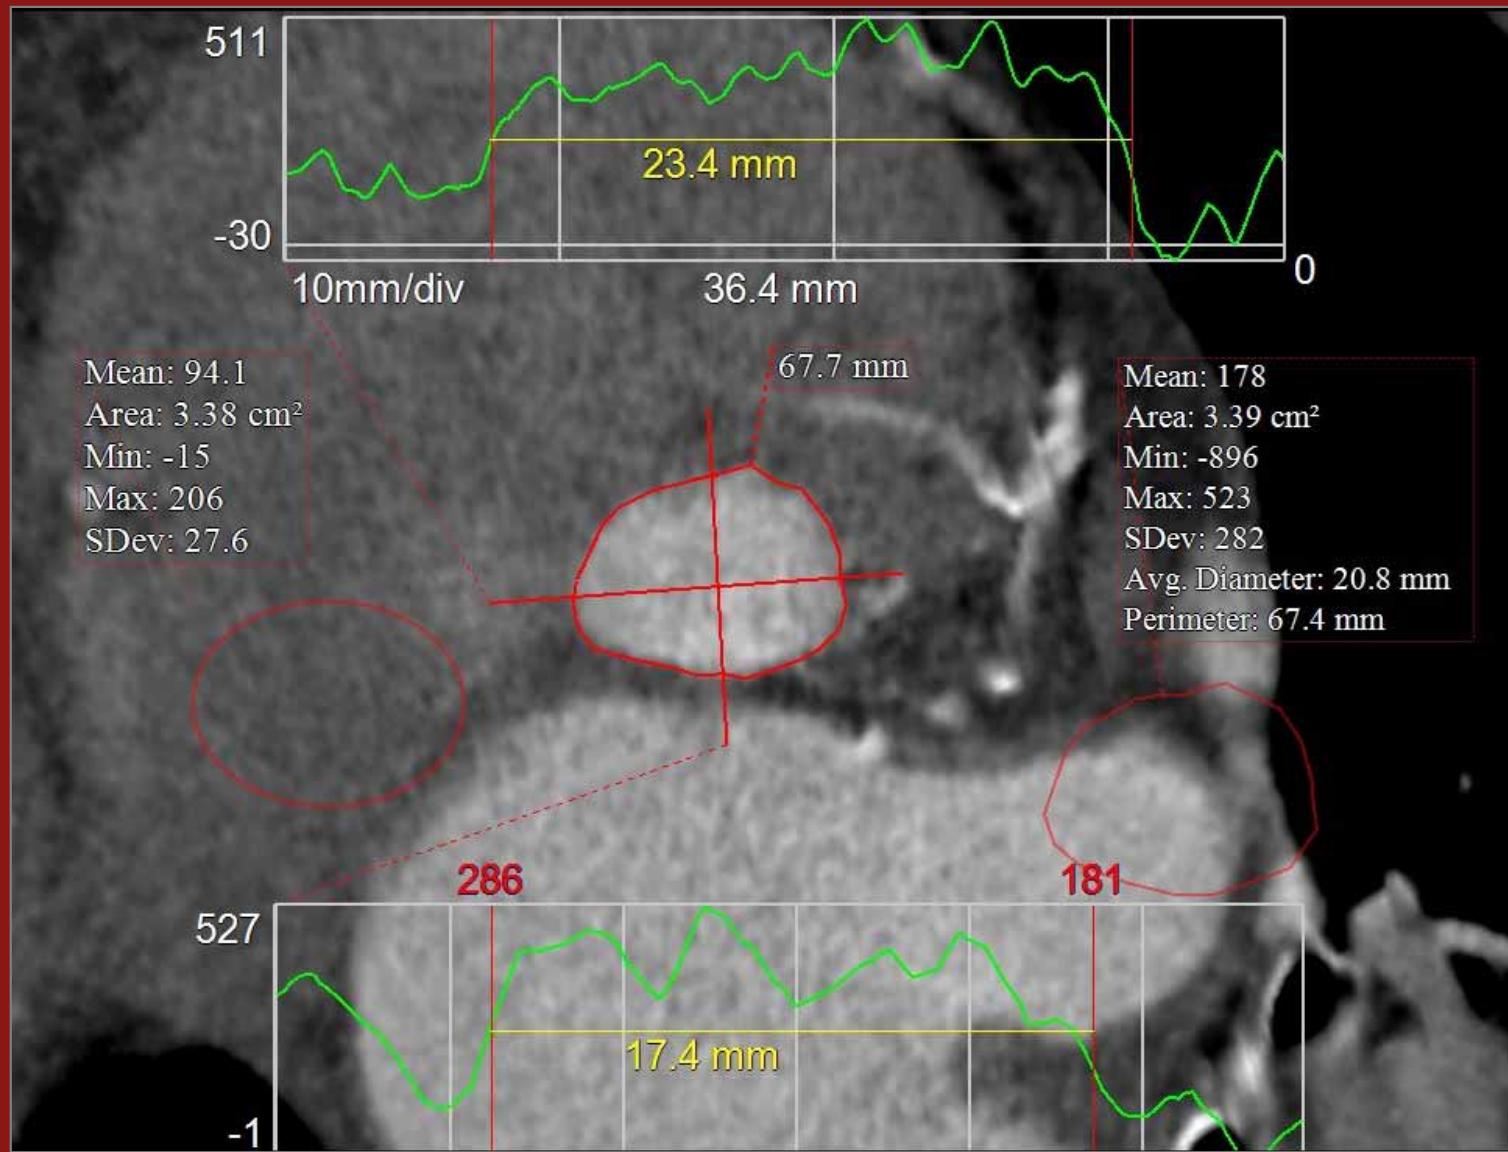 511
23.4 mm
-30
0
10mm/div
36.4 mm
67.7 mm
Mean: 94.1
Area: 3.38 cm²
Min: -15
Max: 206
SDev: 27.6
Mean: 178
Area: 3.39 cm²
Min: -896
Max: 523
SDev: 282
Avg. Diameter: 20.8 mm
Perimeter: 67.4 mm
286
181
527
17.4 mm
-1